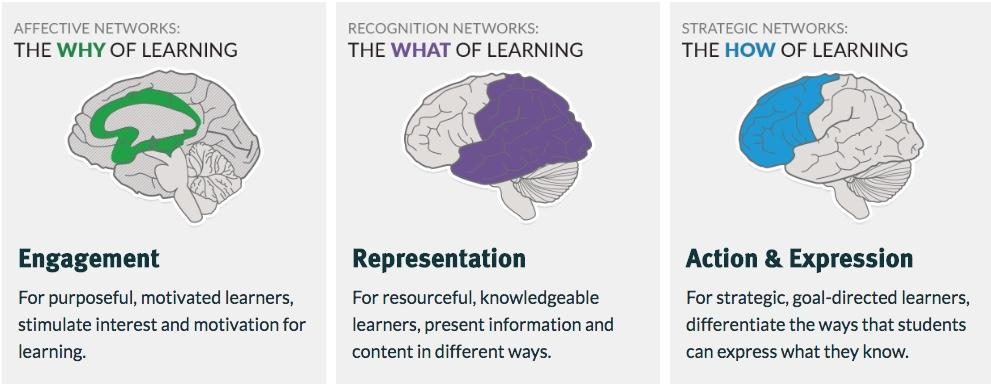 AFFECTIVE NETWORKS:
THE WHY OF LEARNING
Engagement
For purposeful, motivated learners,
stimulate interest and motivation for
learning.
RECOGNITION NETWORKS:
THE WHAT OF LEARNING
Representation
For resourceful, knowledgeable
learners, present information and
content in different ways.
STRATEGIC NETWORKS:
THE HOW OF LEARNING
Action & Expression
For strategic, goal-directed learners,
differentiate the ways that students
can express what they know.